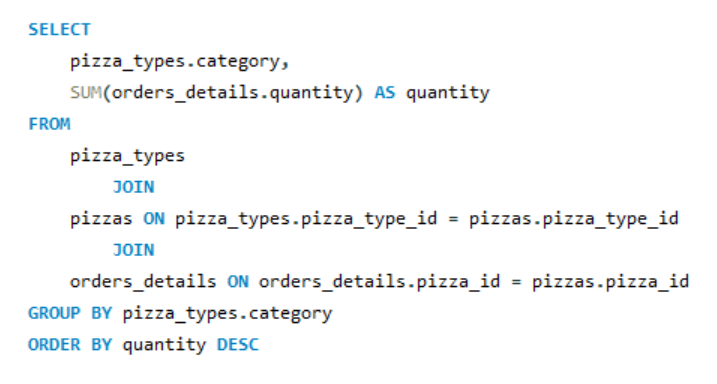 SELECT
pizza_types.category,
SUM(orders_details.quantity) AS quantity
FROM
pizza_types
JOIN
pizzas ON pizza_types.pizza_type_id = pizzas.pizza_type_id
JOIN
orders_details ON orders_details.pizza_id = pizzas.pizza_id
GROUP BY pizza_types.category
ORDER BY quantity DESC